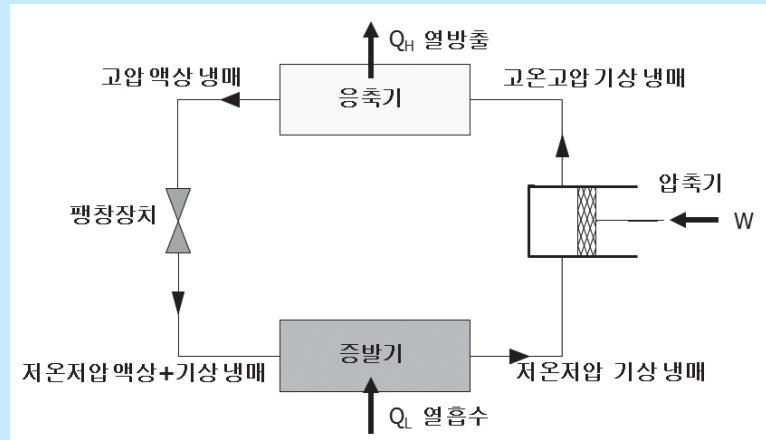 Q_H 열방출
고압 액상 냉매
응축기
고온고압 기상 냉매
압축기
팽창장치
W
증발기
저온저압 액상+기상 냉매
저온저압 기상 냉매
Q_L 열흡수